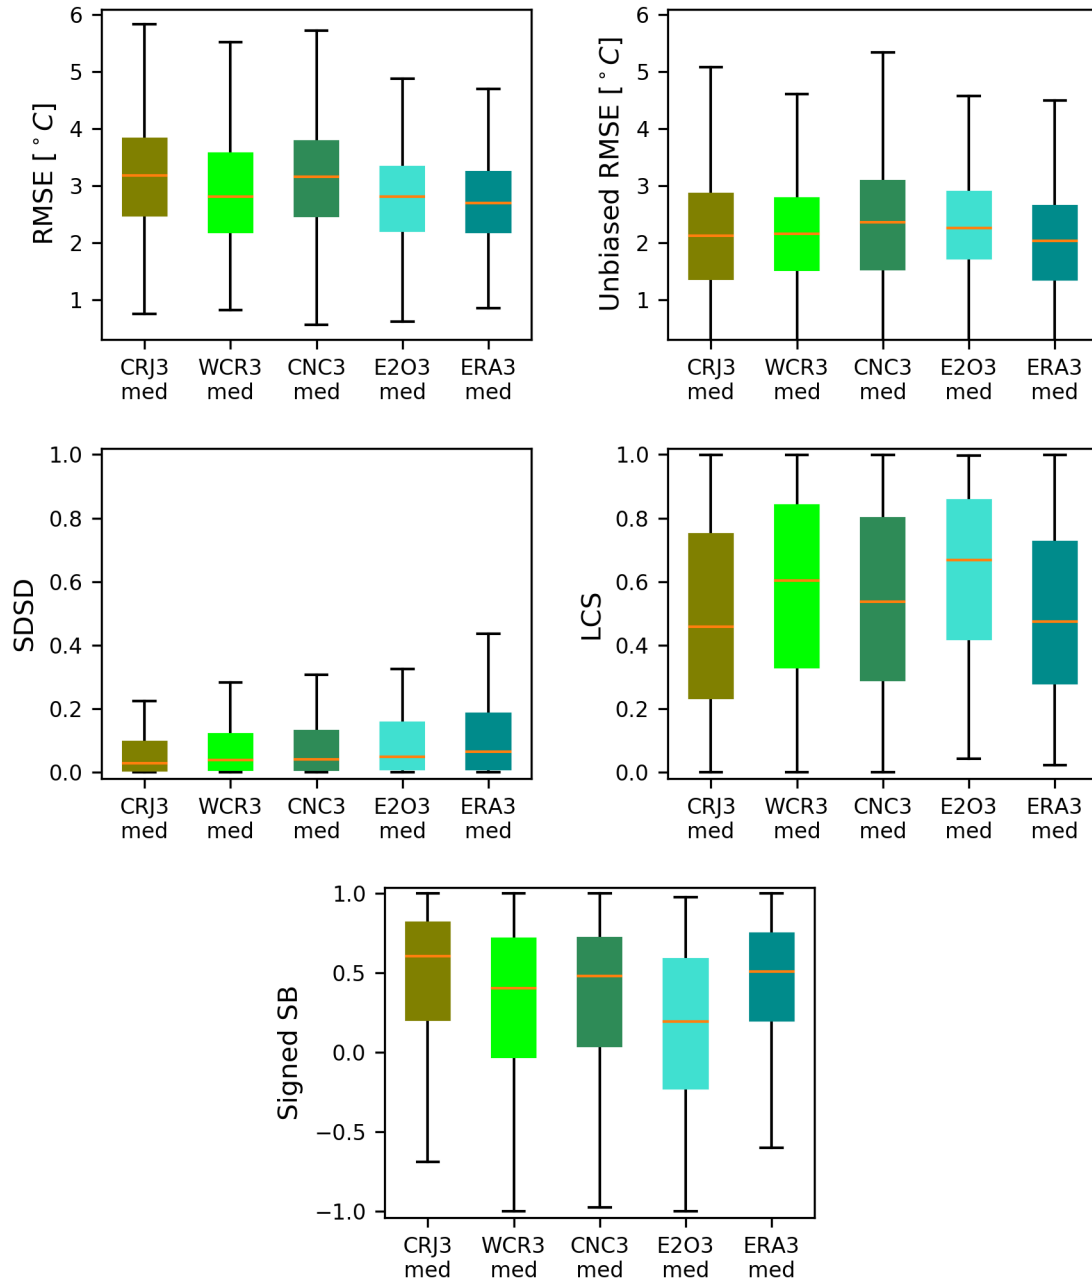 RMSE [°C]
6
5
4
3
2
1
CRJ3 WCR3 CNC3 E2O3 ERA3
med med med med med
Unbiased RMSE [°C]
6
5
4
3
2
1
CRJ3 WCR3 CNC3 E2O3 ERA3
med med med med med
SDSD
1.0
0.8
0.6
0.4
0.2
0.0
CRJ3 WCR3 CNC3 E2O3 ERA3
med med med med med
LCS
1.0
0.8
0.6
0.4
0.2
0.0
CRJ3 WCR3 CNC3 E2O3 ERA3
med med med med med
Signed SB
1.0
0.5
0.0
−0.5
−1.0
CRJ3 WCR3 CNC3 E2O3 ERA3
med med med med med